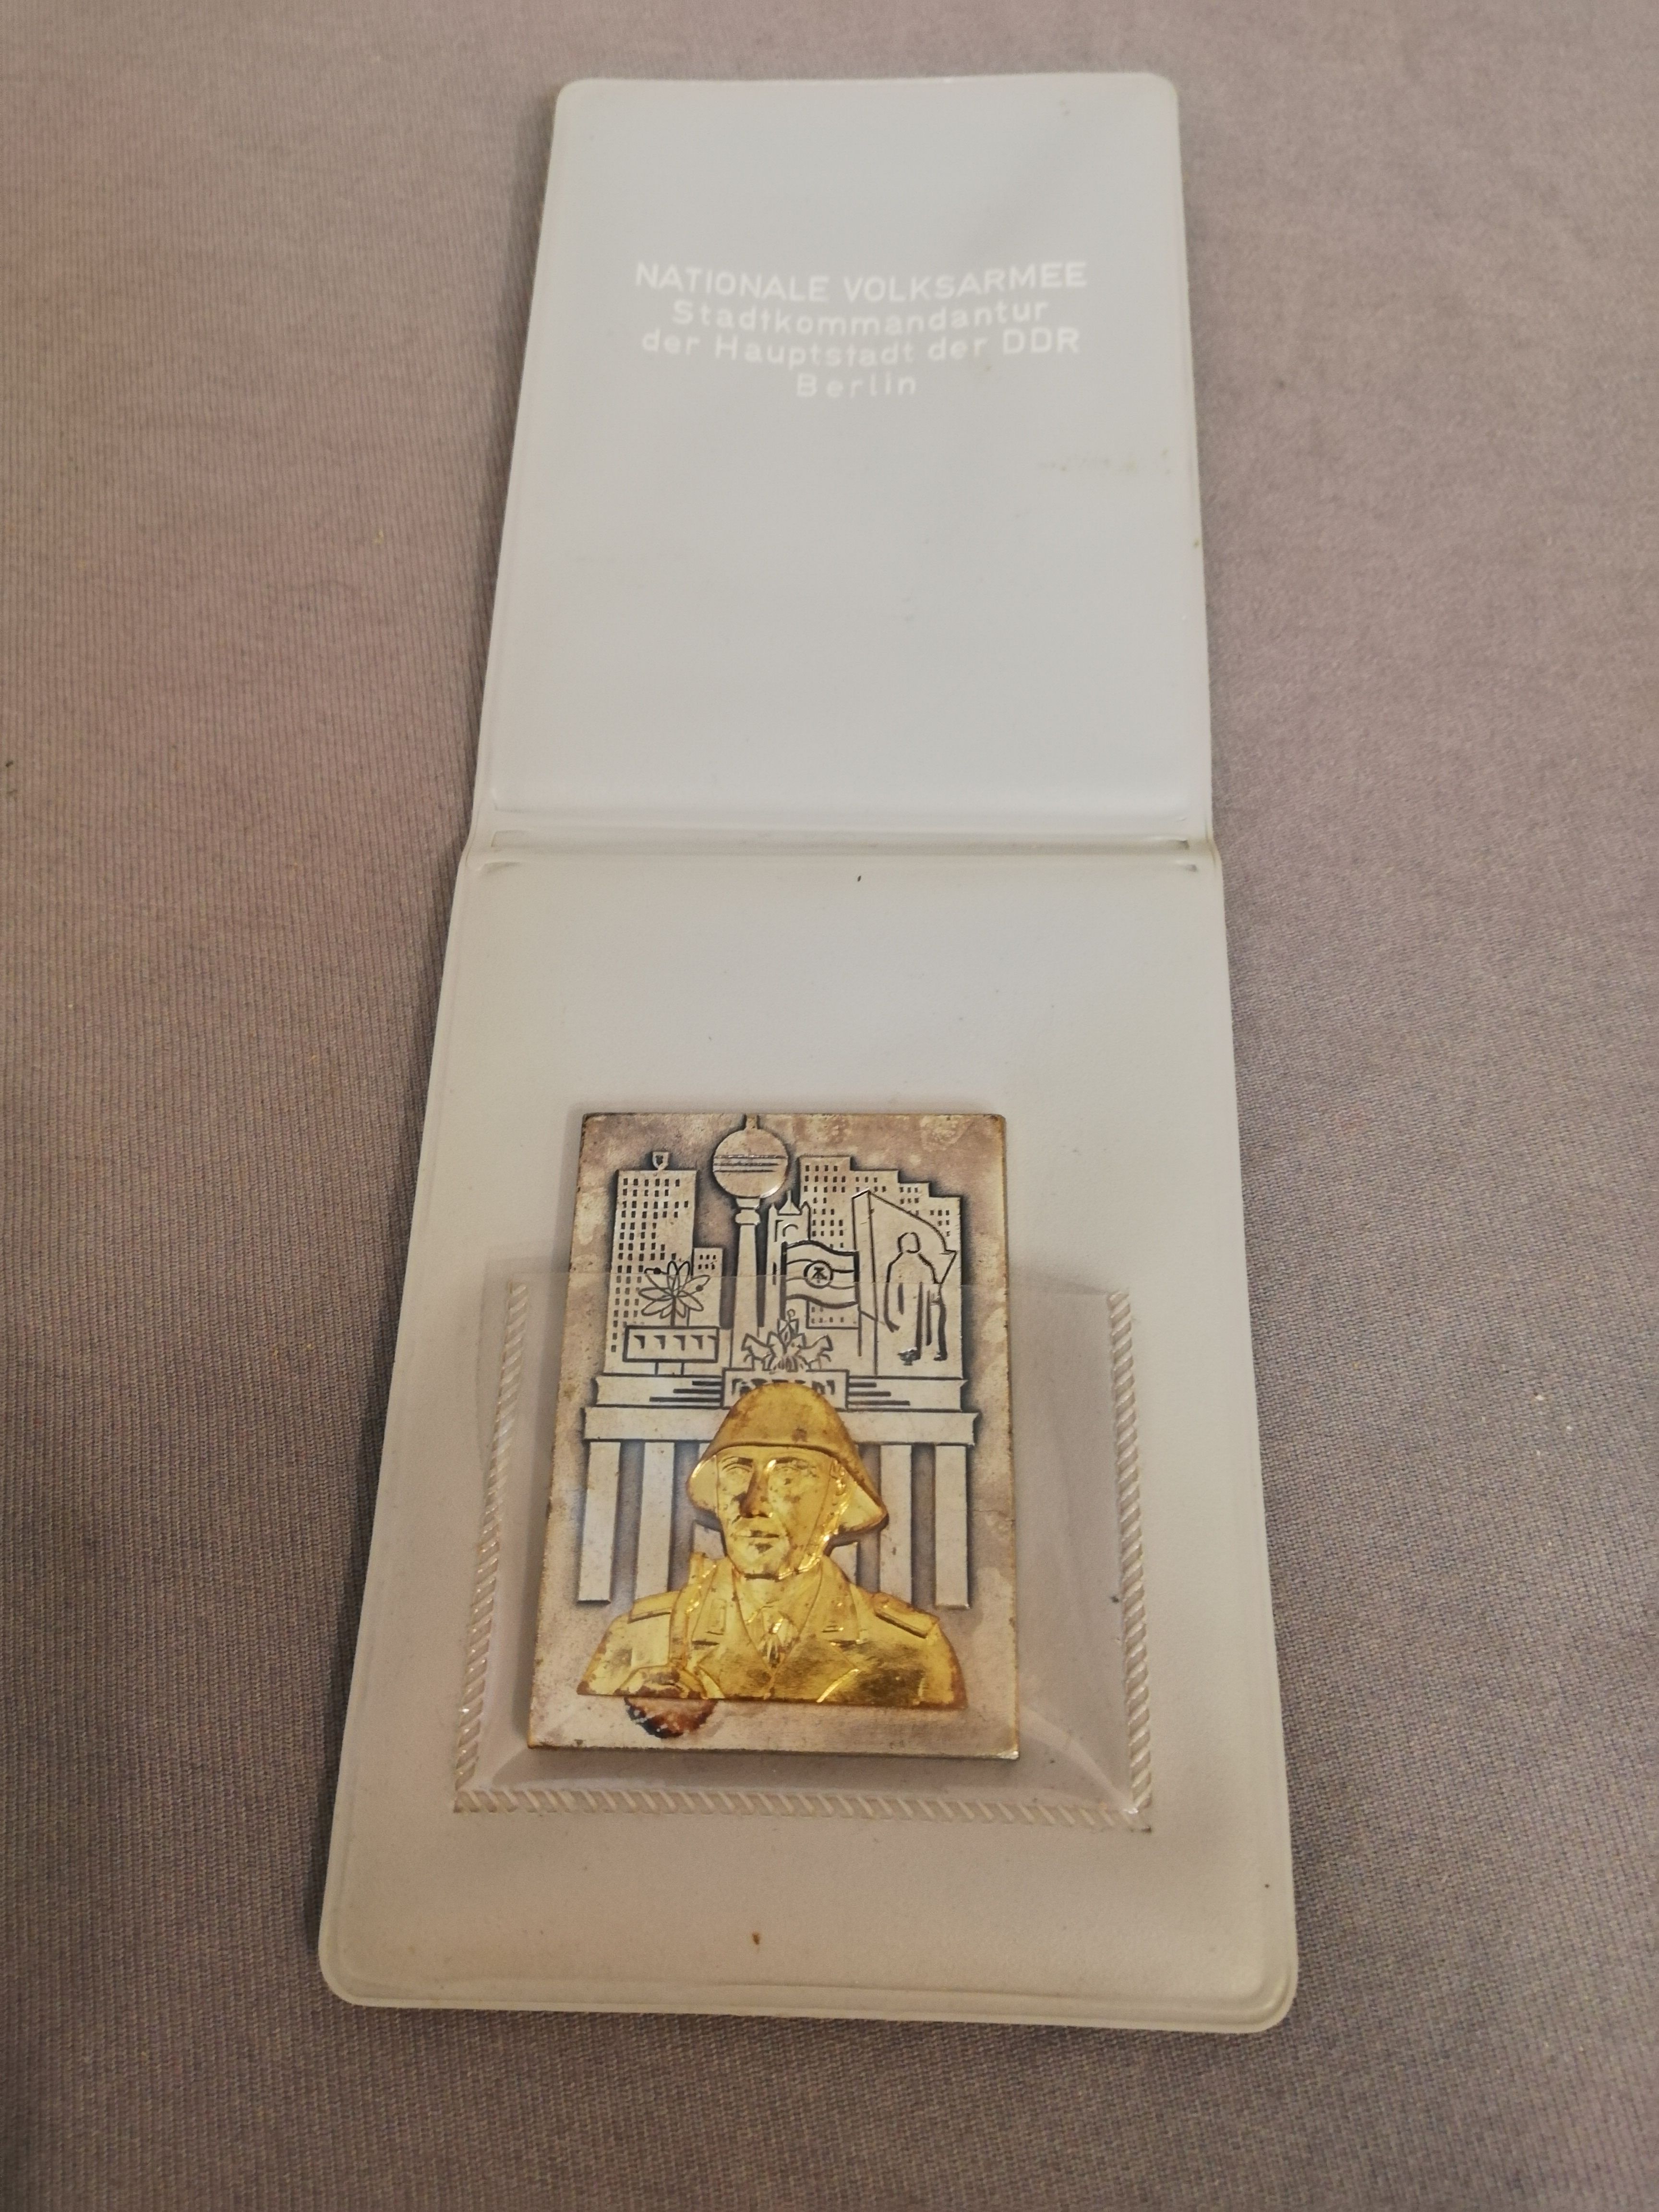 NATIONALE VOLKSARMEE
Stadtkommandantur
der Hauptstadt der DDR
Berlin